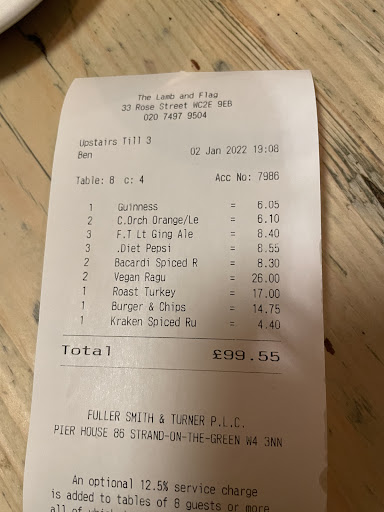 The Lamb and Flag
33 Rose Street WC2E 9EB
020 7497 9504
Upstairs Till 3
Ben 02 Jan 2022 19:08
Table: 8 c: 4 Acc No: 7986
1 Guinness = 6.05
2 C.Orch Orange/Le = 6.10
3 F.T Lt Ging Ale = 8.40
3 .Diet Pepsi = 8.55
2 Bacardi Spiced R = 8.30
2 Vegan Ragu = 26.00
1 Roast Turkey = 17.00
1 Burger & Chips = 14.75
1 Kraken Spiced Ru = 4.40
Total £99.55
FULLER SMITH & TURNER P.L.C.
PIER HOUSE 86 STRAND-ON-THE-GREEN W4 3NN
An optional 12.5% service charge
is added to tables of 8 guests or more
all of